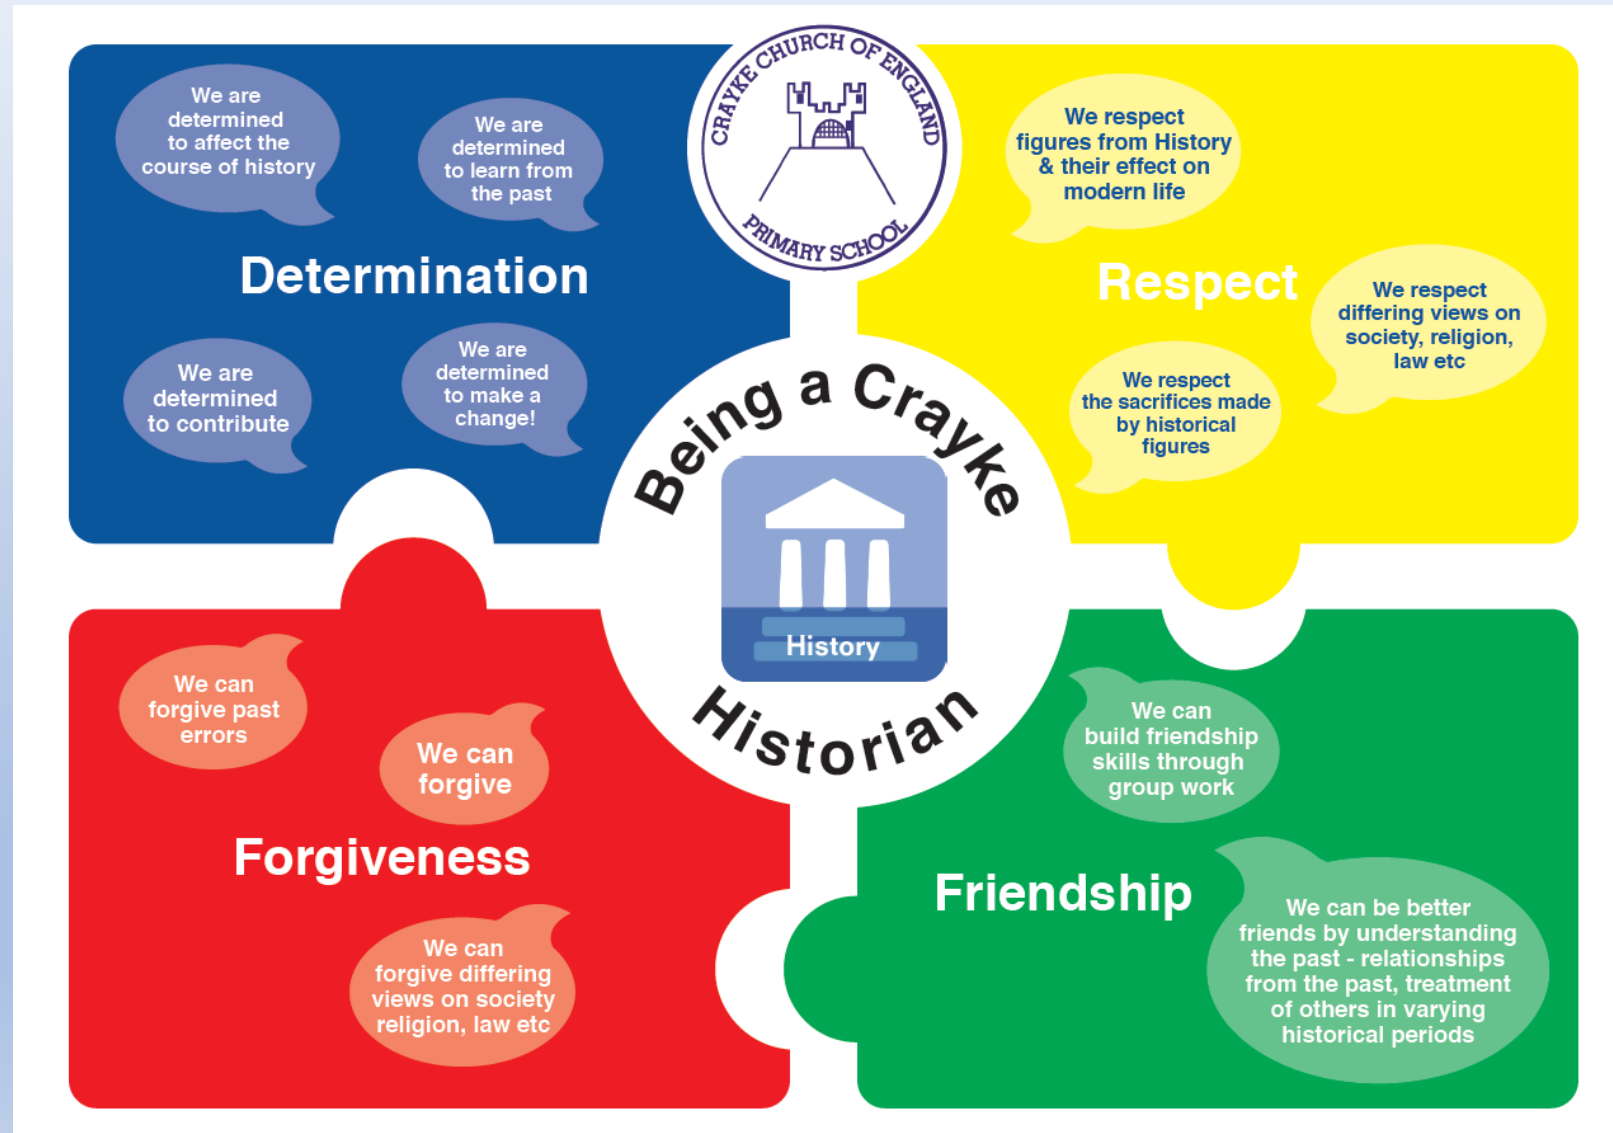 CRAYKE CHURCH OF ENGLAND
PRIMARY SCHOOL
We are
determined
to affect the
course of history
We are
determined
to learn from
the past
Determination
We are
determined
to contribute
We are
determined
to make a
change!
We respect
figures from History
& their effect on
modern life
Respect
We respect
differing views on
society, religion,
law etc
We respect
the sacrifices made
by historical
figures
Being a Crayke
History
Historian
We can
forgive past
errors
We can
forgive
Forgiveness
We can
forgive differing
views on society
religion, law etc
We can
build friendship
skills through
group work
Friendship
We can be better
friends by understanding
the past - relationships
from the past, treatment
of others in varying
historical periods